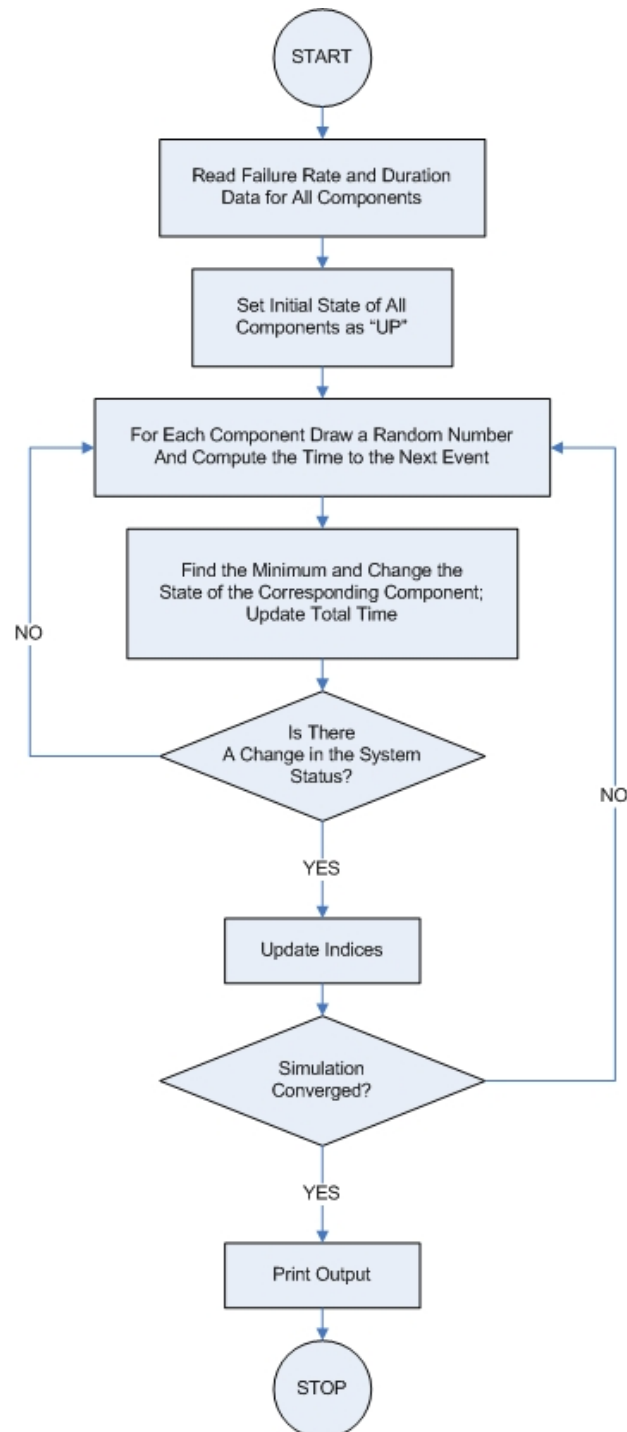 START
Read Failure Rate and Duration
Data for All Components
Set Initial State of All
Components as “UP”
For Each Component Draw a Random Number
And Compute the Time to the Next Event
Find the Minimum and Change the
State of the Corresponding Component;
Update Total Time
NO
Is There
A Change in the System
Status?
NO
YES
Update Indices
Simulation
Converged?
YES
Print Output
STOP